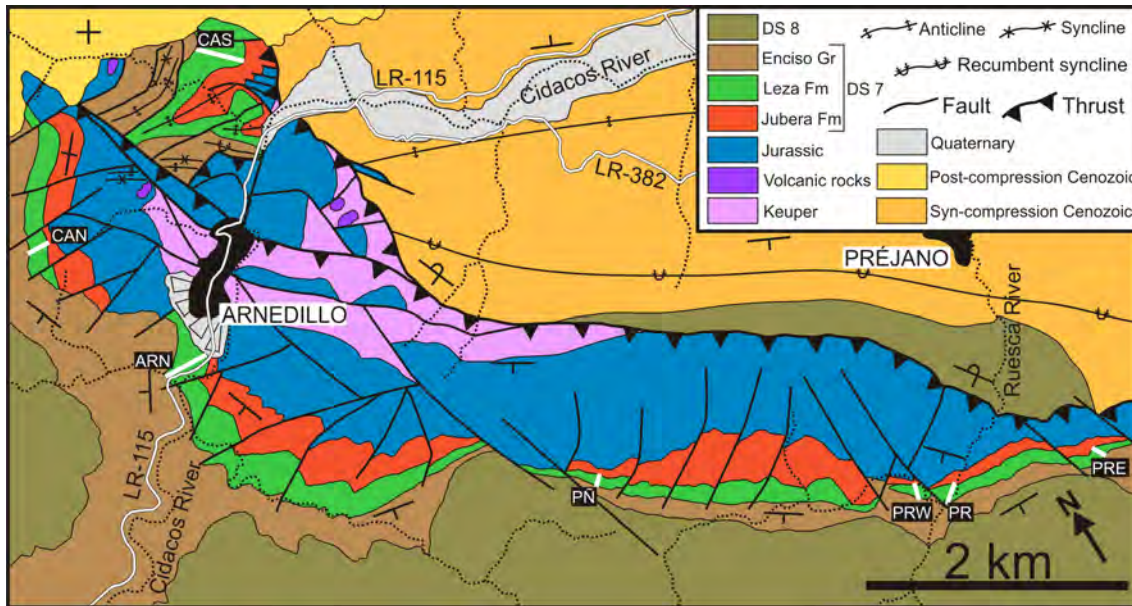 CAS
LR-115
Cidacos River
LR-382
CAN
ARNEDILLO
PRÉJANO
Ruesca River
ARN
LR-115
Cidacos River
PÑ
PRW
PR
PRE
N
2 km
DS 8
Enciso Gr
Leza Fm
Jubera Fm
DS 7
Jurassic
Volcanic rocks
Keuper
Anticline
Syncline
Recumbent syncline
Fault
Thrust
Quaternary
Post-compression Cenozoic
Syn-compression Cenozoic